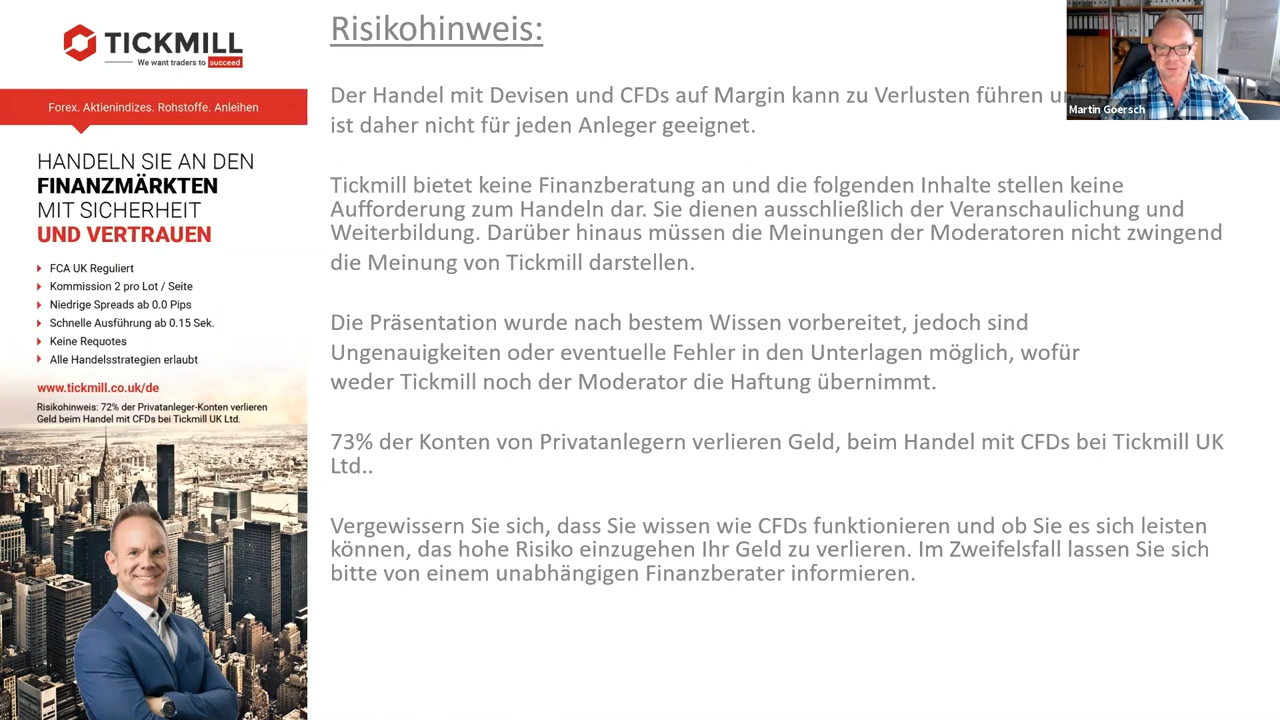 TICKMILL
We want traders to succeed
Forex. Aktienindizes. Rohstoffe. Anleihen
HANDELN SIE AN DEN
FINANZMÄRKTEN
MIT SICHERHEIT
UND VERTRAUEN
FCA UK Reguliert
Kommission 2 pro Lot / Seite
Niedrige Spreads ab 0.0 Pips
Schnelle Ausführung ab 0.15 Sek.
Keine Requotes
Alle Handelsstrategien erlaubt
www.tickmill.co.uk/de
Risikohinweis: 72% der Privatanleger-Konten verlieren
Geld beim Handel mit CFDs bei Tickmill UK Ltd.
Risikohinweis:
Der Handel mit Devisen und CFDs auf Margin kann zu Verlusten führen
ist daher nicht für jeden Anleger geeignet.
Tickmill bietet keine Finanzberatung an und die folgenden Inhalte stellen keine
Aufforderung zum Handeln dar. Sie dienen ausschließlich der Veranschaulichung und
Weiterbildung. Darüber hinaus müssen die Meinungen der Moderatoren nicht zwingend
die Meinung von Tickmill darstellen.
Die Präsentation wurde nach bestem Wissen vorbereitet, jedoch sind
Ungenauigkeiten oder eventuelle Fehler in den Unterlagen möglich, wofür
weder Tickmill noch der Moderator die Haftung übernimmt.
73% der Konten von Privatanlegern verlieren Geld, beim Handel mit CFDs bei Tickmill UK
Ltd..
Vergewissern Sie sich, dass Sie wissen wie CFDs funktionieren und ob Sie es sich leisten
können, das hohe Risiko einzugehen Ihr Geld zu verlieren. Im Zweifelsfall lassen Sie sich
bitte von einem unabhängigen Finanzberater informieren.
Martin Goersch